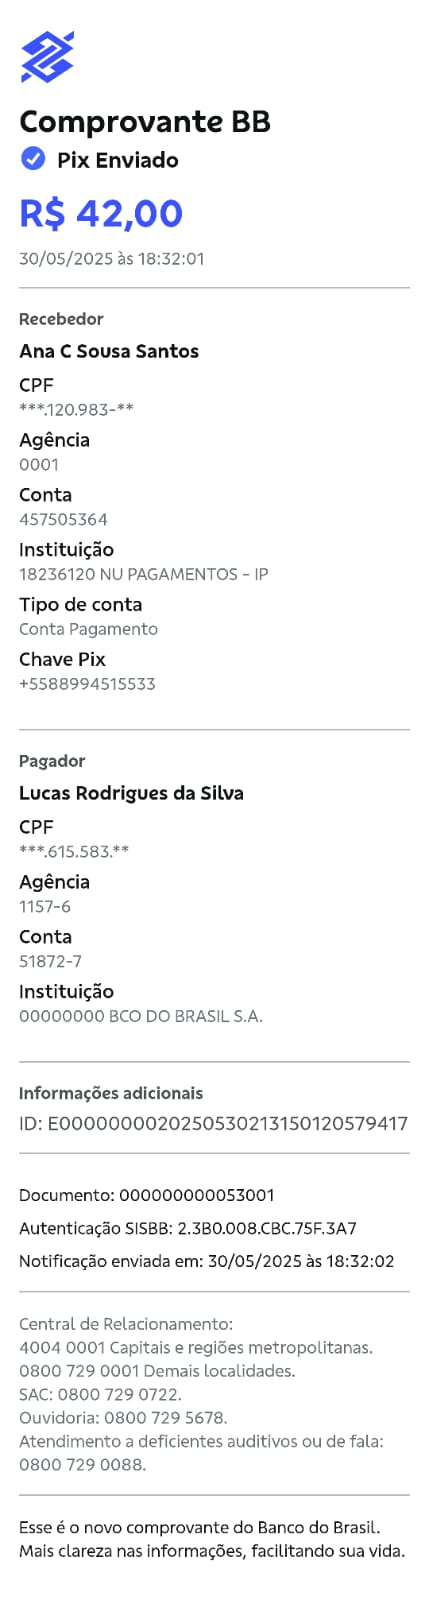 Comprovante BB
Pix Enviado
R$ 42,00
30/05/2025 às 18:32:01
Recebedor
Ana C Sousa Santos
CPF
***.120.983-**
Agência
0001
Conta
457505364
Instituição
18236120 NU PAGAMENTOS - IP
Tipo de conta
Conta Pagamento
Chave Pix
+5588994515533
Pagador
Lucas Rodrigues da Silva
CPF
***.615.583.**
Agência
1157-6
Conta
51872-7
Instituição
00000000 BCO DO BRASIL S.A.
Informações adicionais
ID: E0000000020250530213150120579417
Documento: 000000000053001
Autenticação SISBB: 2.3B0.008.CBC.75F.3A7
Notificação enviada em: 30/05/2025 às 18:32:02
Central de Relacionamento:
4004 0001 Capitais e regiões metropolitanas.
0800 729 0001 Demais localidades.
SAC: 0800 729 0722.
Ouvidoria: 0800 729 5678.
Atendimento a deficientes auditivos ou de fala:
0800 729 0088.
Esse é o novo comprovante do Banco do Brasil.
Mais clareza nas informações, facilitando sua vida.